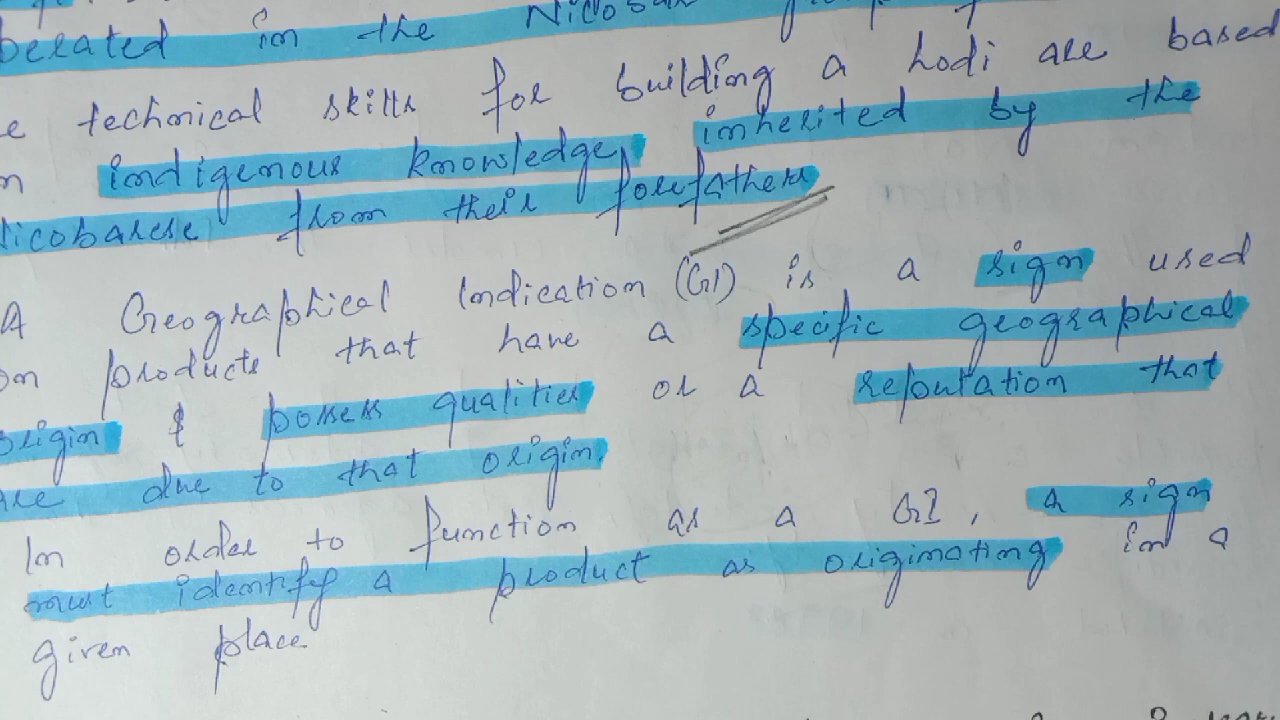 in the Nicobar
e technical skills for building a hodi are based
n indigenous knowledge, inherited by the
Nicobarese from their forefathers
A Geographical Indication (GI) is a sign used
on products that have a specific geographical
origin & possess qualities or a reputation that
are due to that origin.
In order to function as a GI, a sign
must identify a product as originating in a
given place